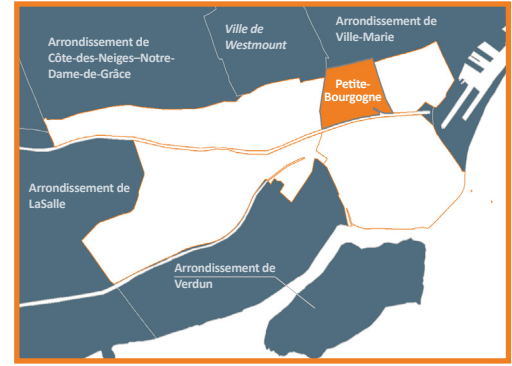 Arrondissement de
Côte-des-Neiges–Notre-
Dame-de-Grâce
Ville de
Westmount
Arrondissement de
Ville-Marie
Petite-
Bourgogne
Arrondissement de
LaSalle
Arrondissement de
Verdun